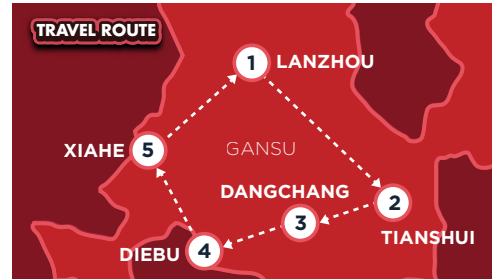 TRAVEL ROUTE
1 LANZHOU
XIAHE 5
GANSU
DANGCHANG
2
3
TIANSHUI
DIEBU 4